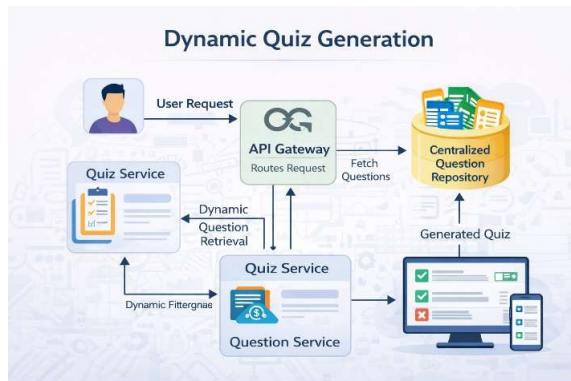 Dynamic Quiz Generation
User Request
API Gateway
Routes Request
Fetch
Questions
Centralized
Question
Repository
Quiz Service
Dynamic
Question
Retrieval
Generated Quiz
Quiz Service
Question Service
Dynamic Fittergnae